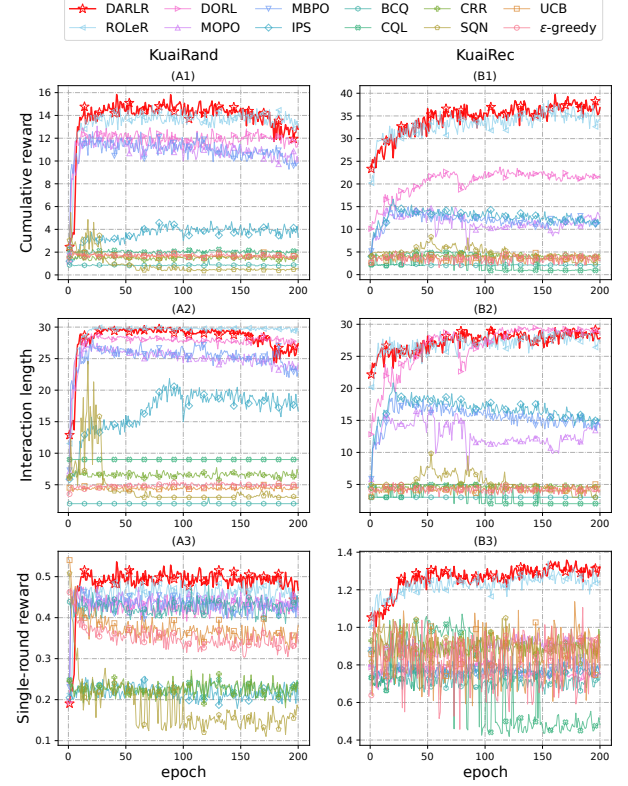 DARLR DORL MBPO BCQ CRR UCB
ROLeR MOPO IPS CQL SQN ε-greedy
KuaiRand KuaiRec
(A1) (B1)
Cumulative reward
16 14 12 10 8 6 4 2 0
40 35 30 25 20 15 10 5 0
0 50 100 150 200 0 50 100 150 200
(A2) (B2)
Interaction length
30 25 20 15 10 5
30 25 20 15 10 5 0
0 50 100 150 200 0 50 100 150 200
(A3) (B3)
Single-round reward
0.5 0.4 0.3 0.2 0.1
1.4 1.2 1.0 0.8 0.6 0.4
0 50 100 150 200 0 50 100 150 200
epoch epoch